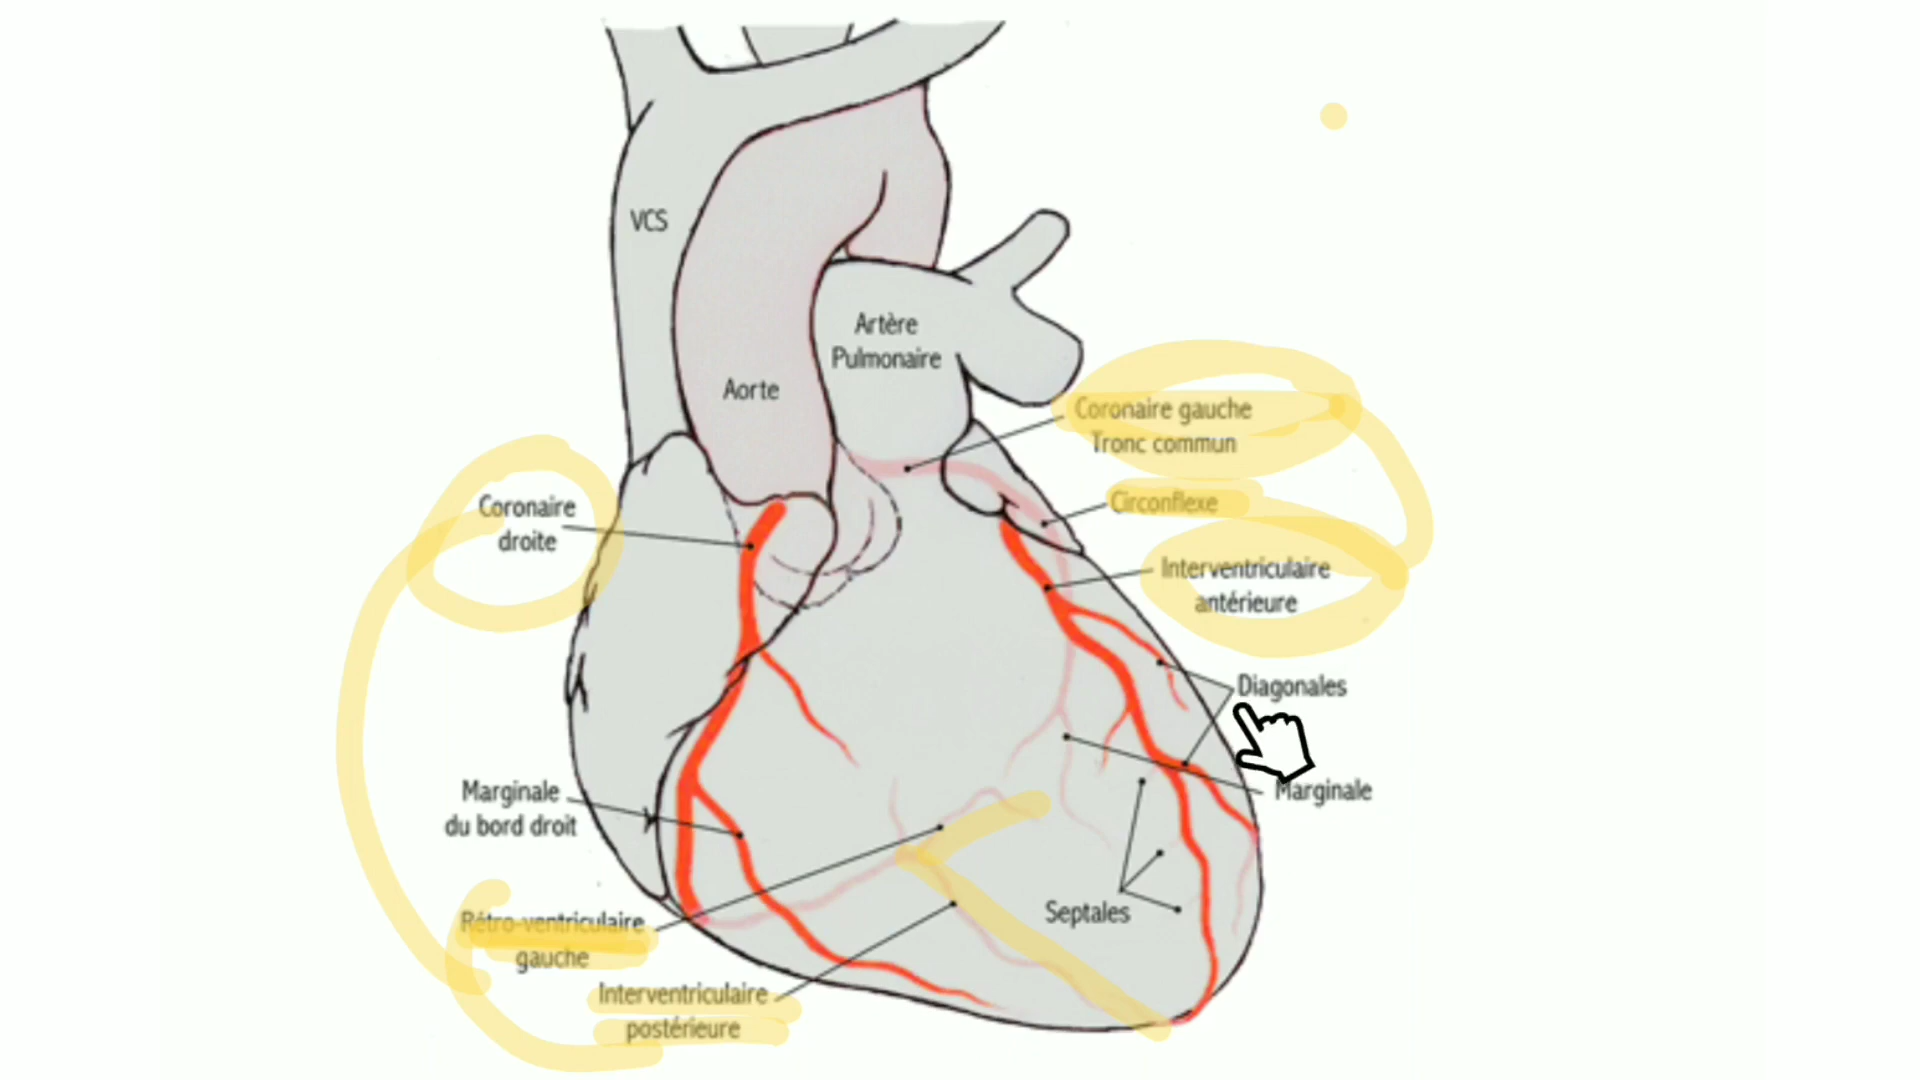 VCS
Artère
Pulmonaire
Aorte
Coronaire gauche
Tronc commun
Coronaire
droite
Circonflexe
Interventriculaire
antérieure
Diagonales
Marginale
Marginale
du bord droit
Septales
Rétro-ventriculaire
gauche
Interventriculaire
postérieure